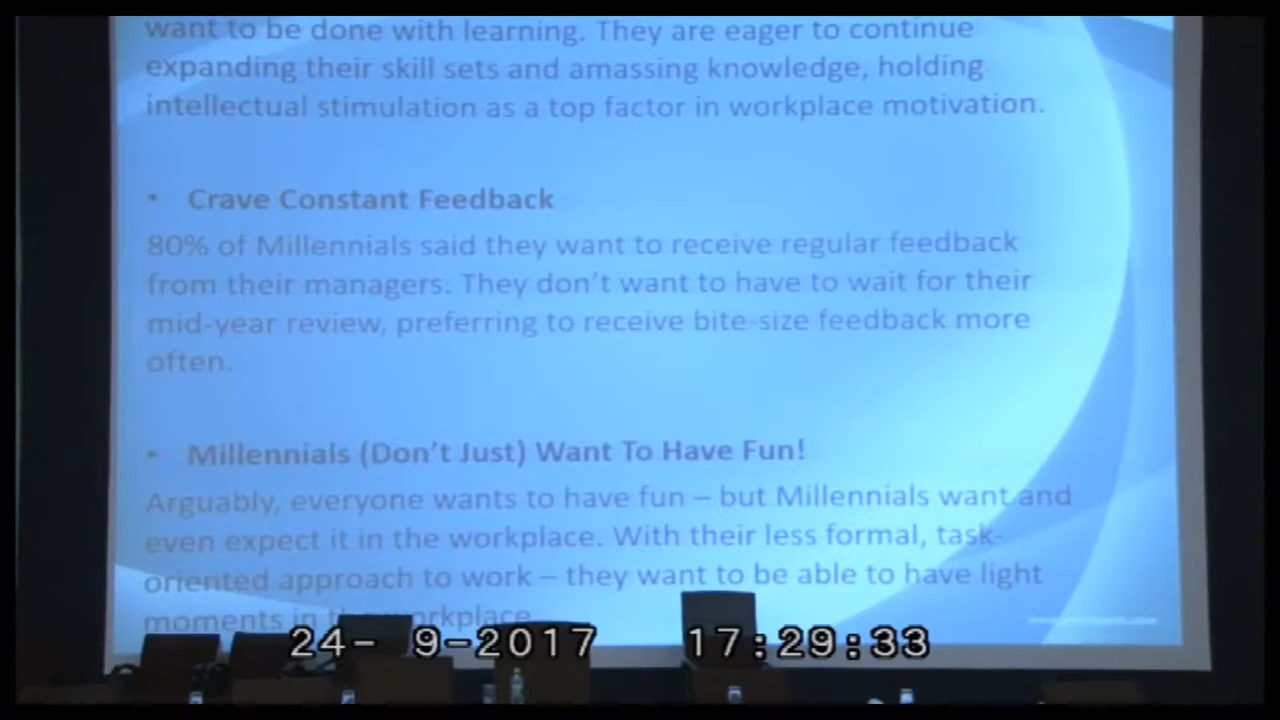 want to be done with learning. They are eager to continue
expanding their skill sets and amassing knowledge, holding
intellectual stimulation as a top factor in workplace motivation.
• Crave Constant Feedback
80% of Millennials said they want to receive regular feedback
from their managers. They don't want to have to wait for their
mid-year review, preferring to receive bite-size feedback more
often.
• Millennials (Don't Just) Want To Have Fun!
Arguably, everyone wants to have fun – but Millennials want and
even expect it in the workplace. With their less formal, task-
oriented approach to work – they want to be able to have light
moments in the workplace
24- 9-2017 17:29:33